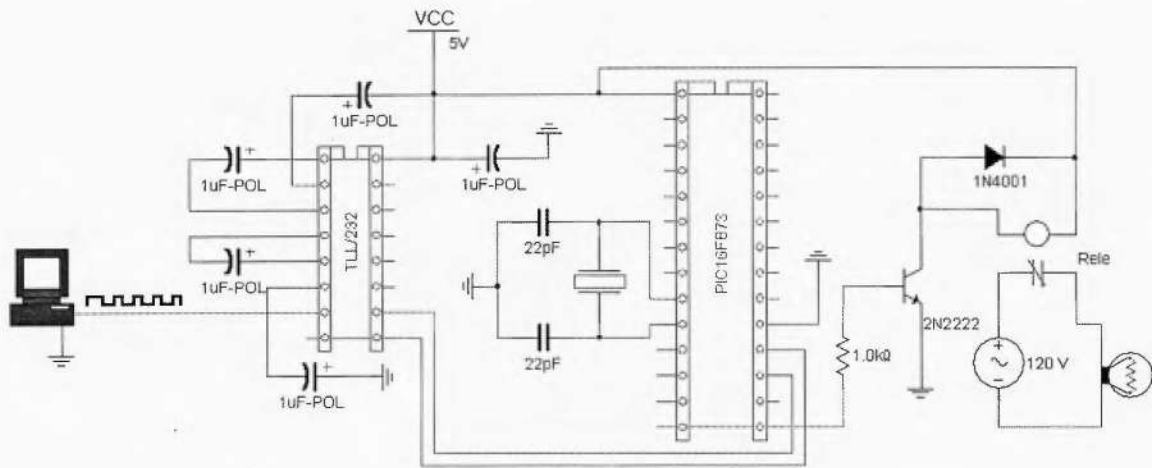 VCC
5V
1uF-POL
1uF-POL
1uF-POL
TLL/232
1uF-POL
1uF-POL
22pF
22pF
PIC16F873
1N4001
Rele
2N2222
1.0kΩ
120 V
+
-